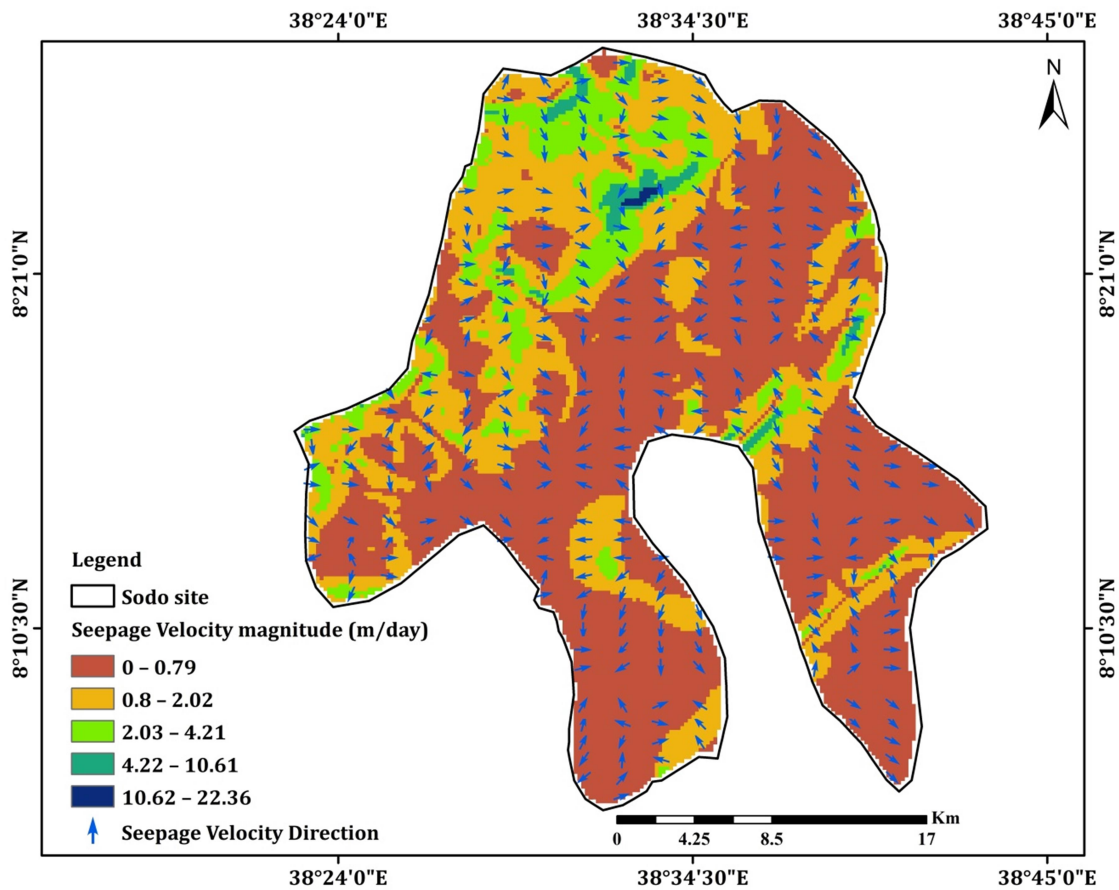 38°24'0"E 38°34'30"E 38°45'0"E
N
8°21'0"N 8°21'0"N
8°10'30"N 8°10'30"N
Legend
Sodo site
Seepage Velocity magnitude (m/day)
0 – 0.79
0.8 – 2.02
2.03 – 4.21
4.22 – 10.61
10.62 – 22.36
Seepage Velocity Direction
Km
0 4.25 8.5 17
38°24'0"E 38°34'30"E 38°45'0"E